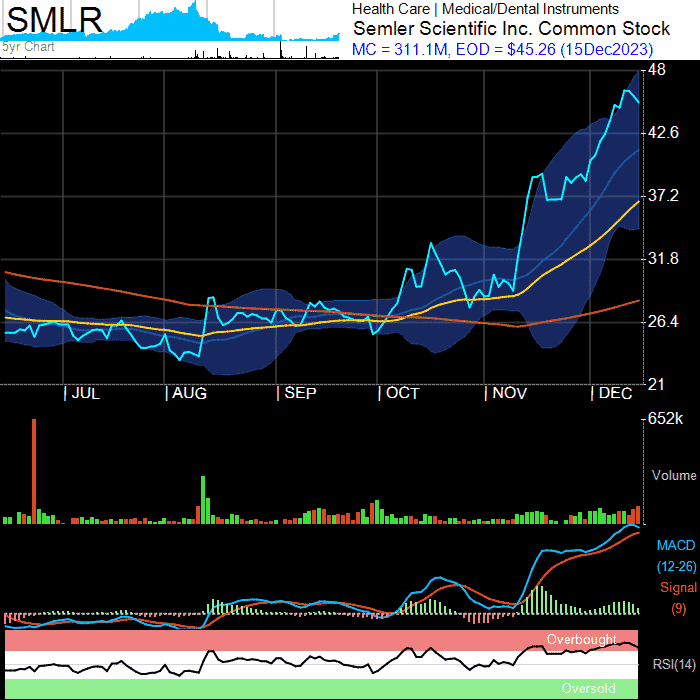 SMLR
5yr Chart
Health Care | Medical/Dental Instruments
Semler Scientific Inc. Common Stock
MC = 311.1M, EOD = $45.26 (15Dec2023)
48
42.6
37.2
31.8
26.4
21
| JUL | AUG | SEP | OCT | NOV | DEC
652k
Volume
MACD
(12-26)
Signal
(9)
Overbought
RSI(14)
Oversold